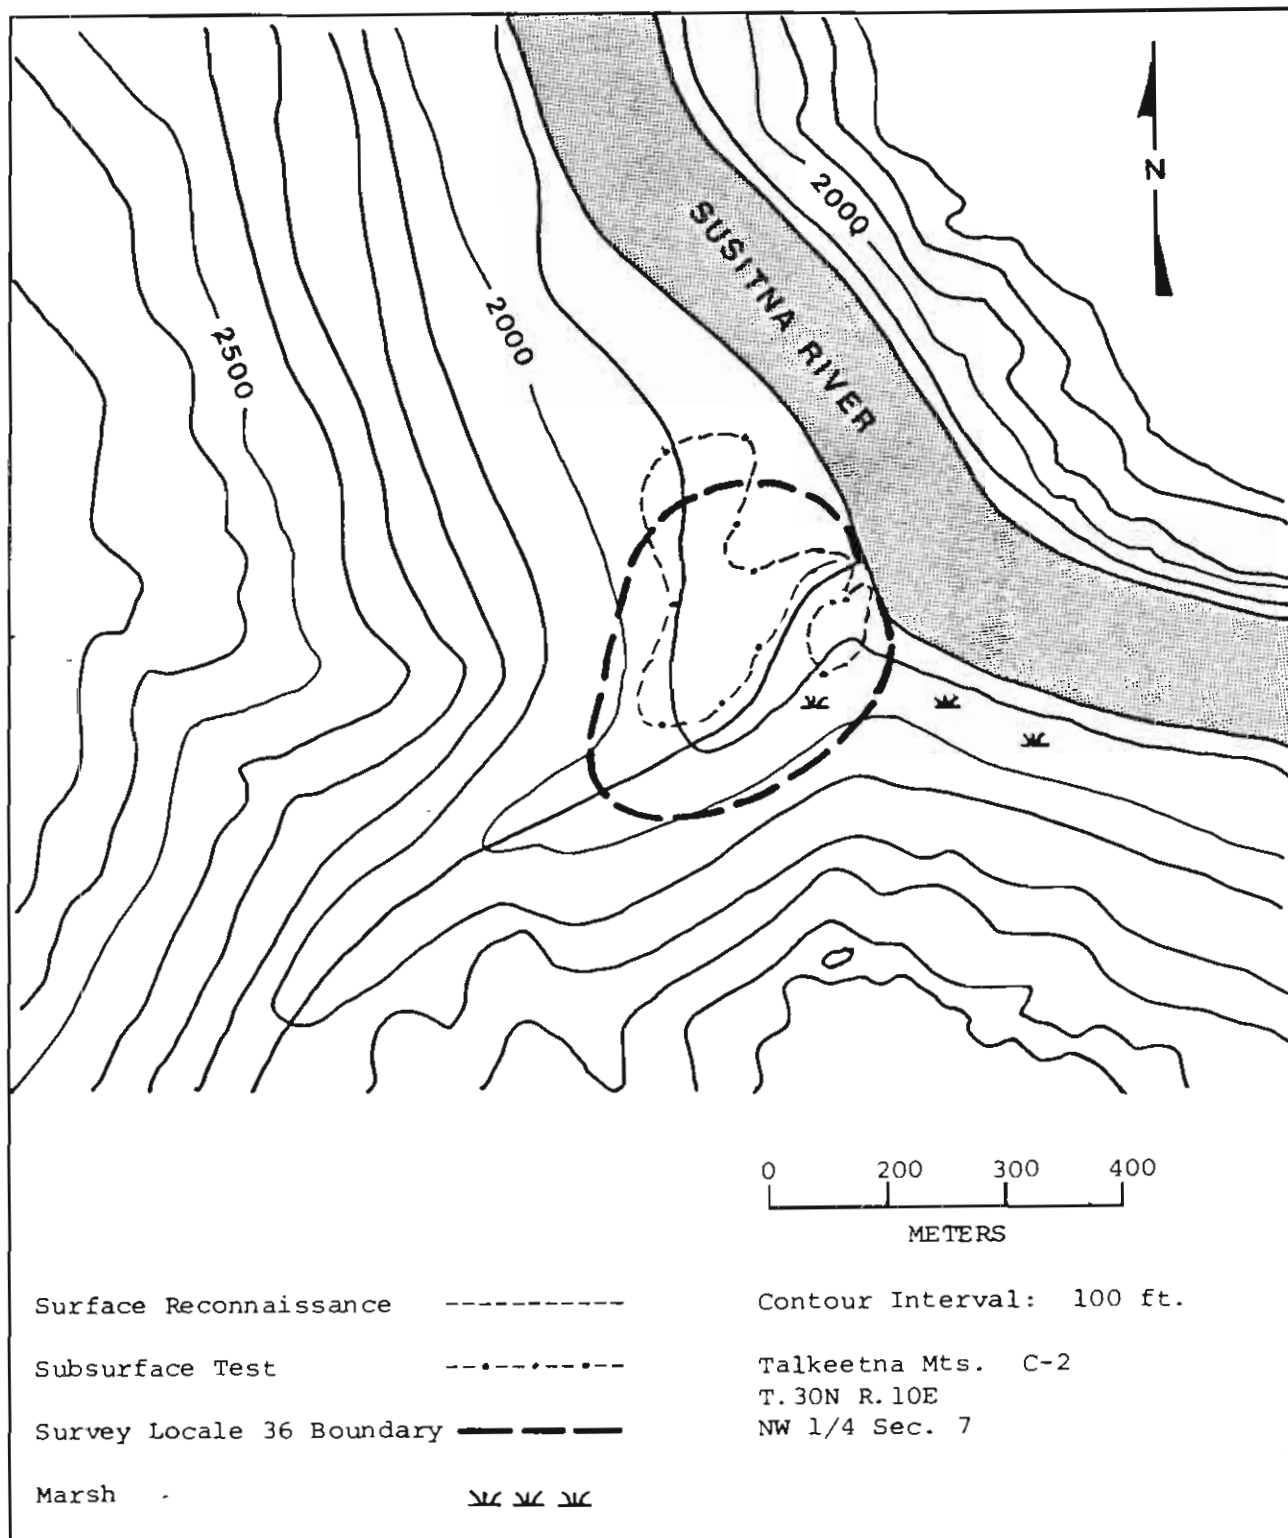 N
2000
SUSITNA RIVER
2500
2000
0 200 300 400
METERS
Surface Reconnaissance
Subsurface Test
Survey Locale 36 Boundary
Marsh
Contour Interval: 100 ft.
Talkeetna Mts. C-2
T.30N R.10E
NW 1/4 Sec. 7